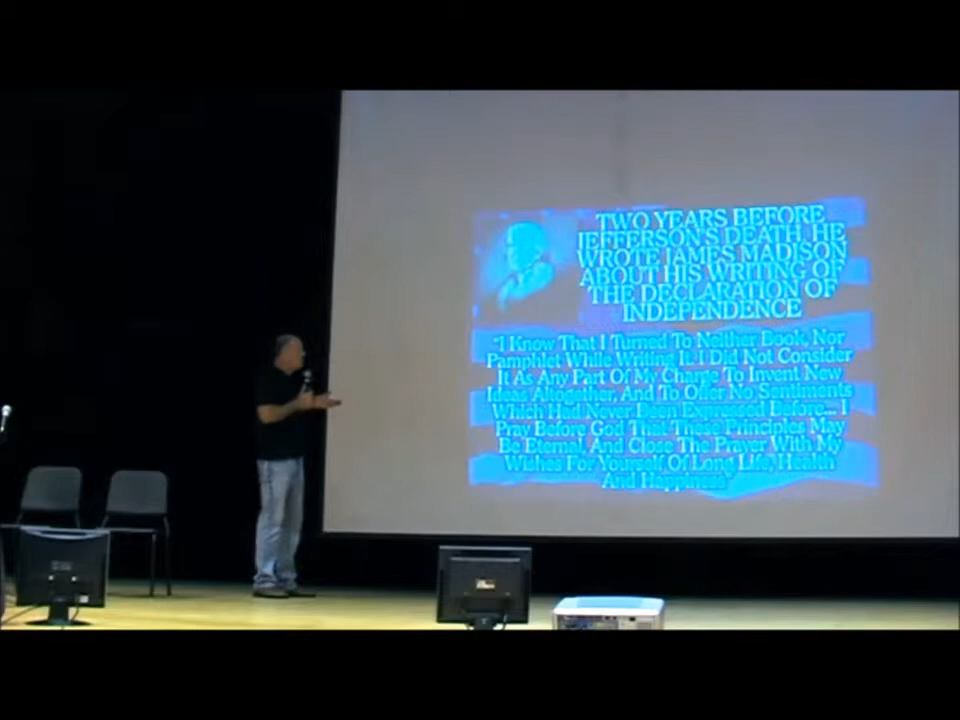 TWO YEARS BEFORE
JEFFERSON'S DEATH, HE
WROTE JAMES MADISON
ABOUT HIS WRITING OF
THE DECLARATION OF
INDEPENDENCE
"I Know That I Turned To Neither Book, Nor
Pamphlet While Writing It. I Did Not Consider
It As Any Part Of My Charge To Invent New
Ideas Altogether, And To Offer No Sentiments
Which Had Never Been Expressed Before... I
Pray Before God That These Principles May
Be Eternal, And Close The Prayer With My
Wishes For Yourself Of Long Life, Health
And Happiness"